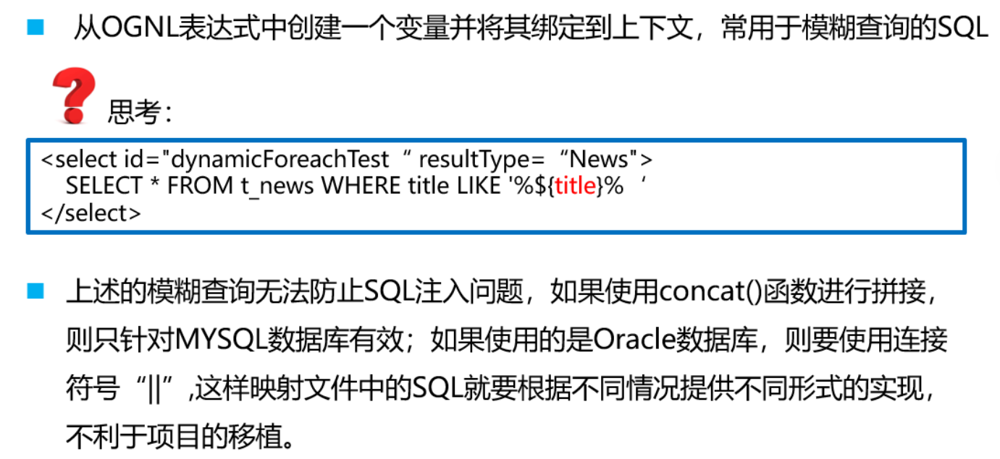 从OGNL表达式中创建一个变量并将其绑定到上下文，常用于模糊查询的SQL
思考：
<select id="dynamicForeachTest “ resultType= “News">
SELECT * FROM t_news WHERE title LIKE '%${title}% ‘
</select>
上述的模糊查询无法防止SQL注入问题，如果使用concat()函数进行拼接，
则只针对MYSQL数据库有效；如果使用的是Oracle数据库，则要使用连接
符号“||”,这样映射文件中的SQL就要根据不同情况提供不同形式的实现，
不利于项目的移植。